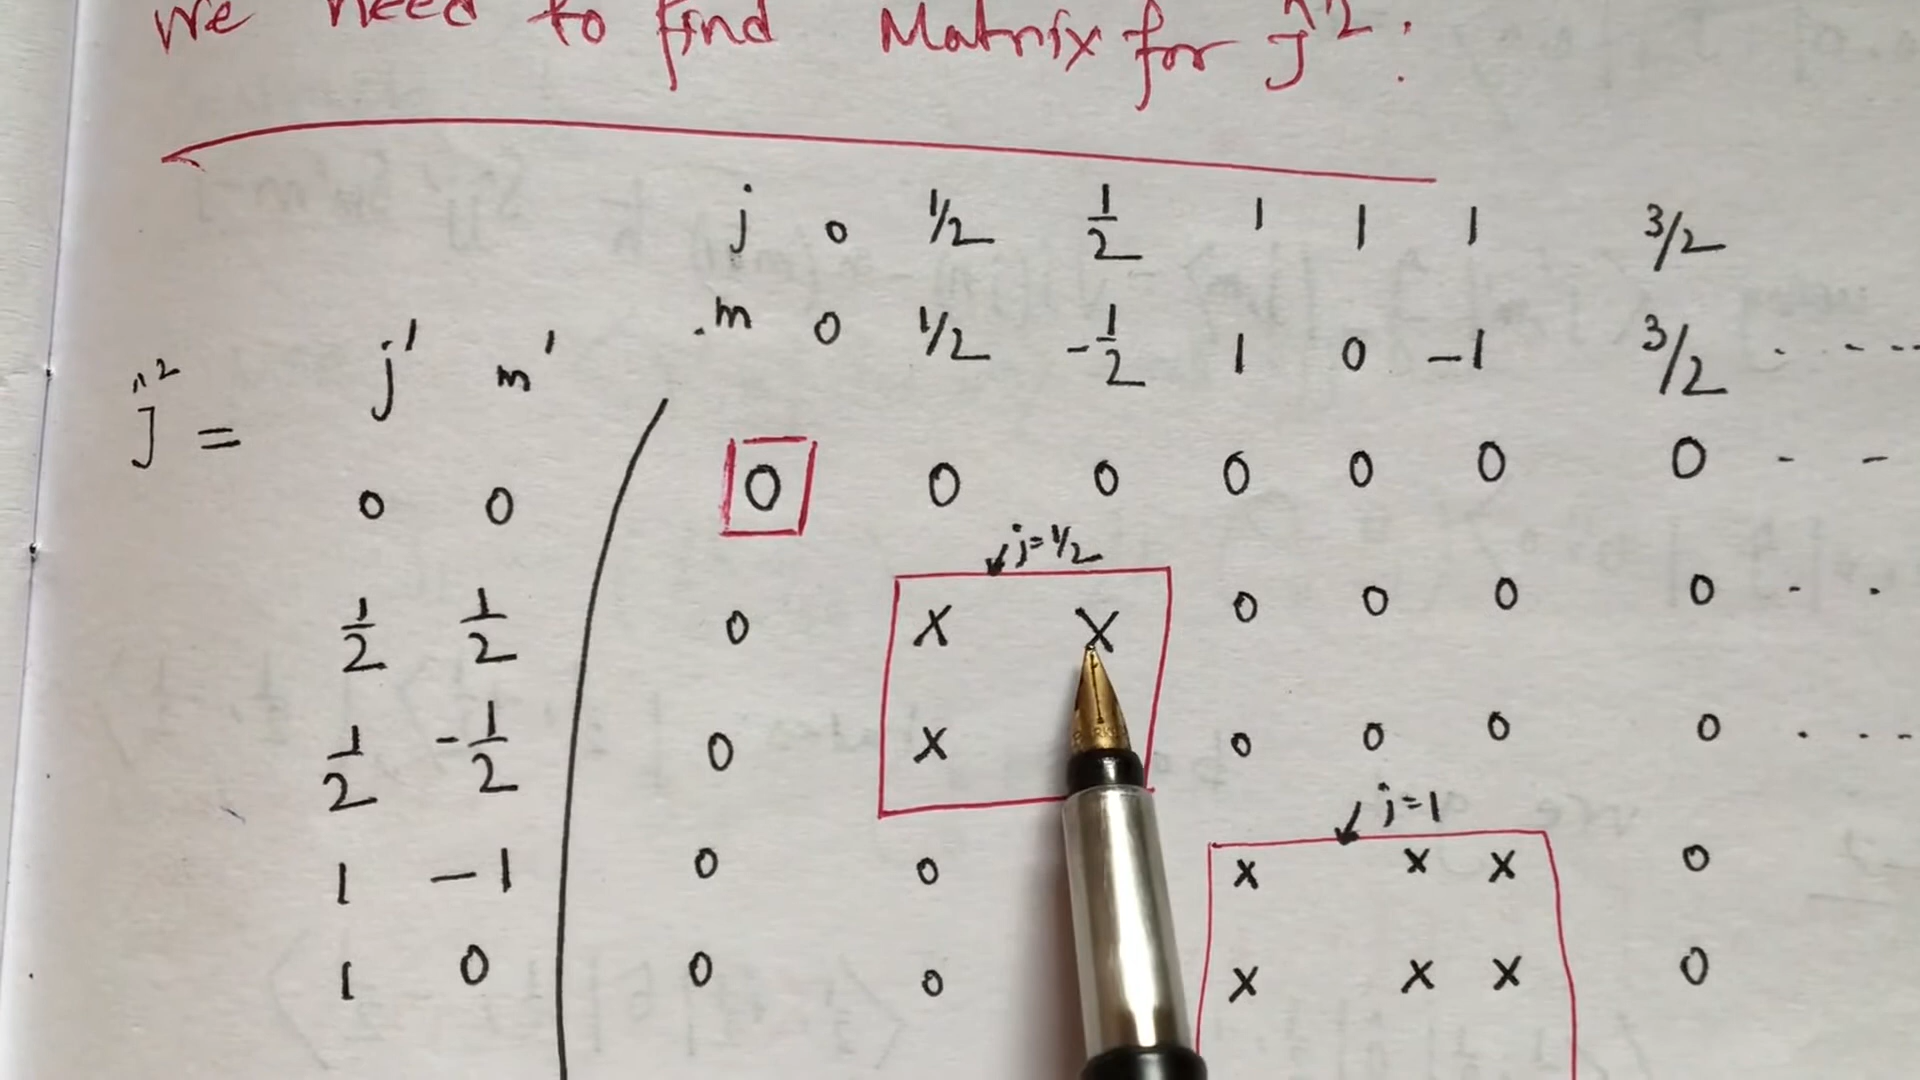 We need to find Matrix for Ĵ²:
j 0 1/2 1/2 1 1 1 3/2
m 0 1/2 -1/2 1 0 -1 3/2 . - - -
Ĵ² = j' m'
0 0 0 0 0 0 0 0 0 - -
j=1/2
1/2 1/2 0 X X 0 0 0 0 - .
1/2 -1/2 0 X 0 0 0 0 . . - -
j=1
1 -1 0 0 X X X 0
1 0 0 0 X X X 0